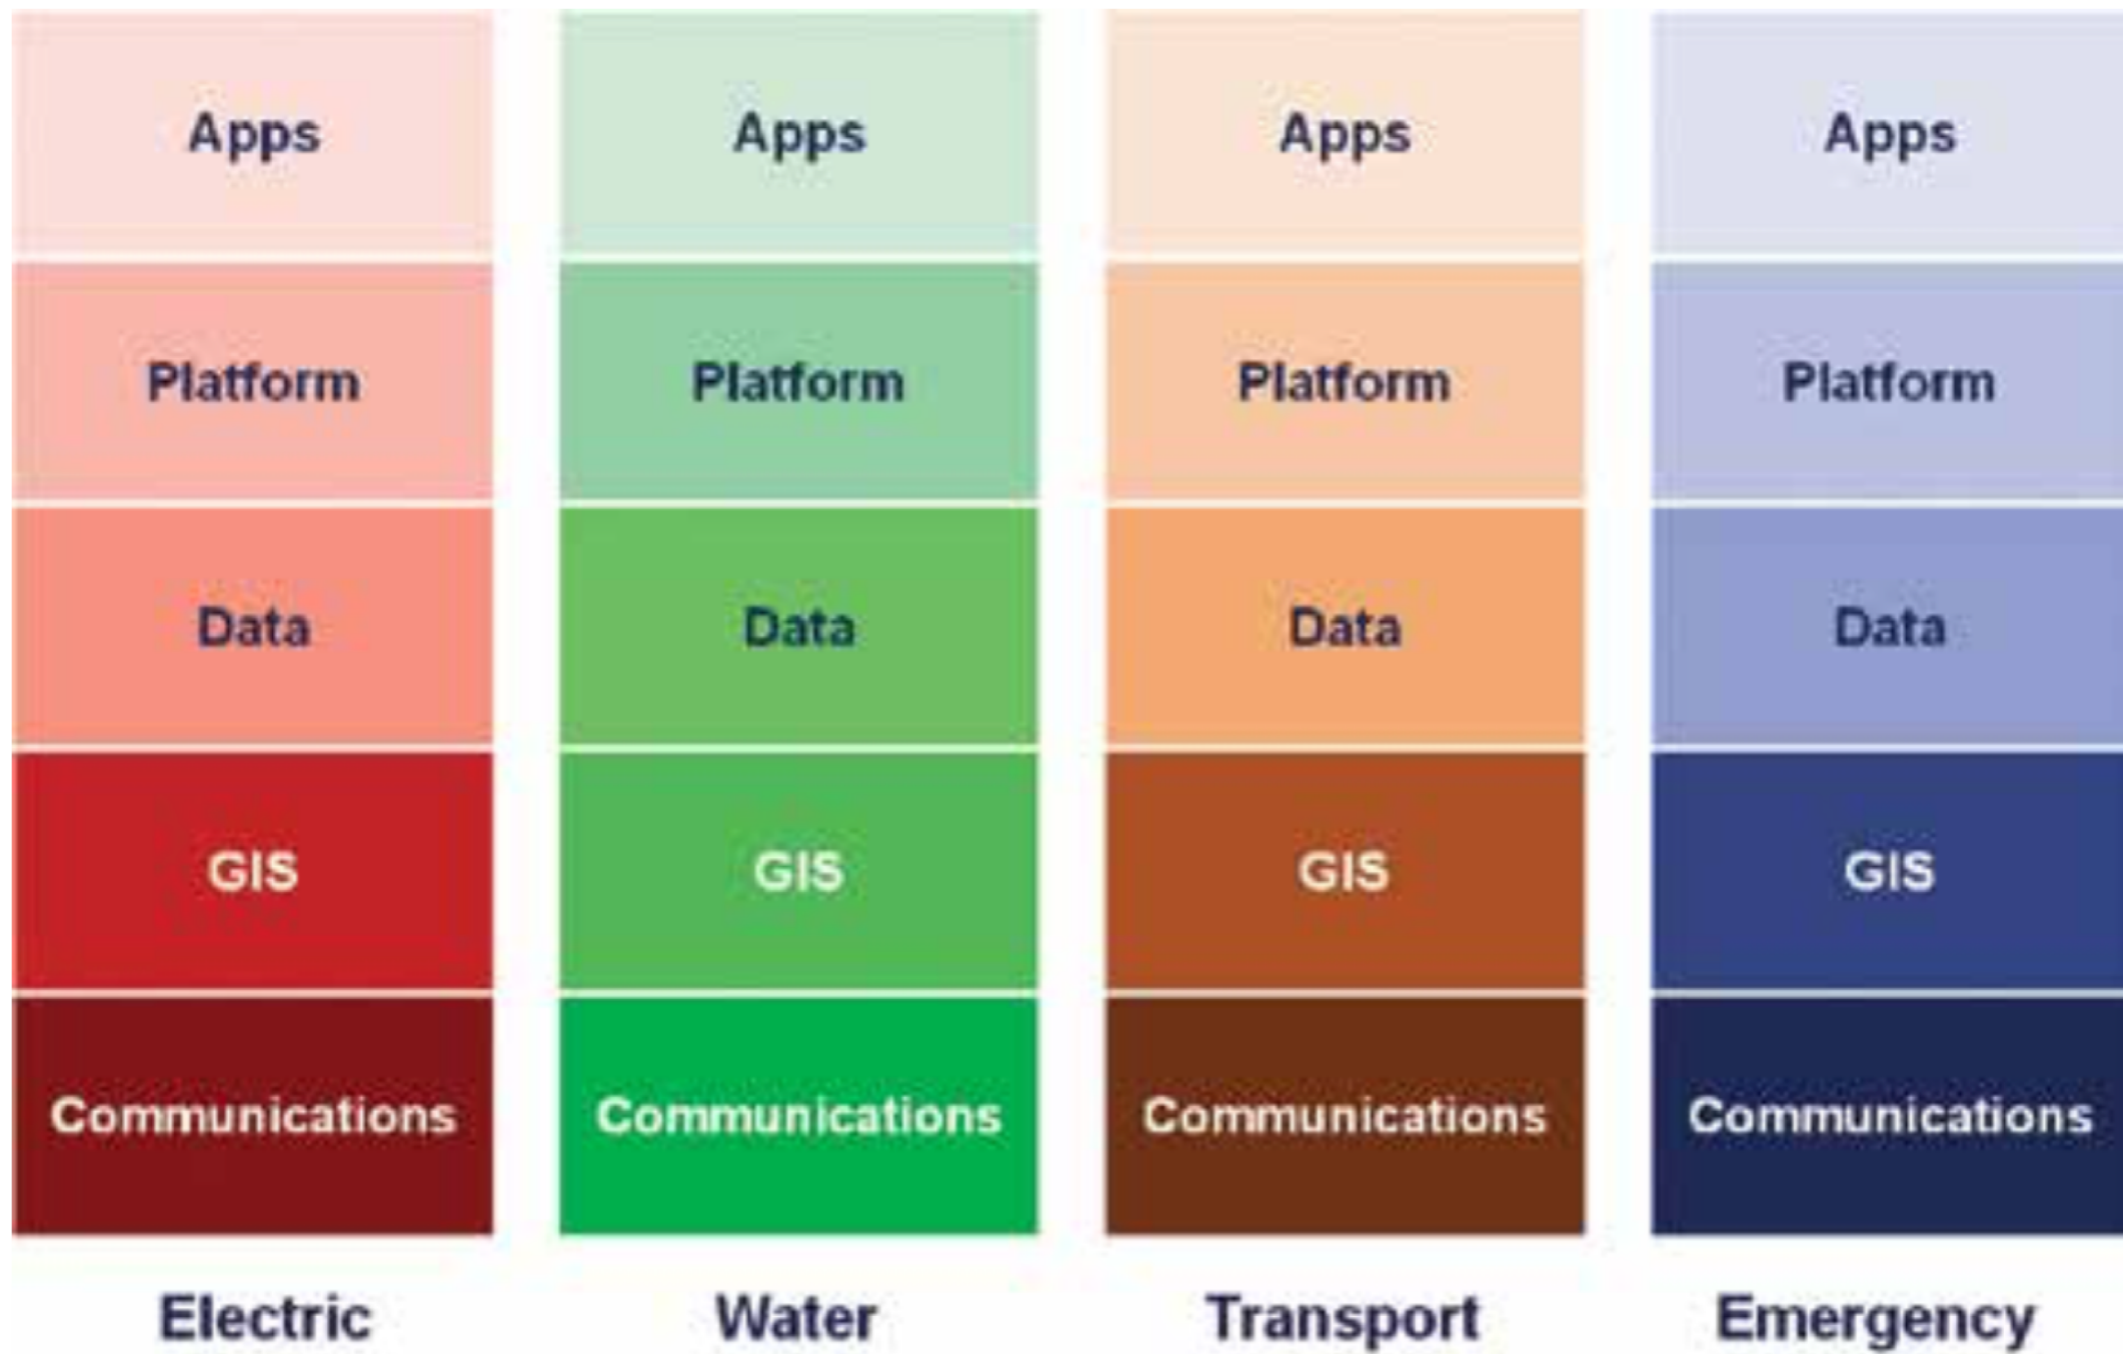 Apps Apps Apps Apps
Platform Platform Platform Platform
Data Data Data Data
GIS GIS GIS GIS
Communications Communications Communications Communications
Electric Water Transport Emergency